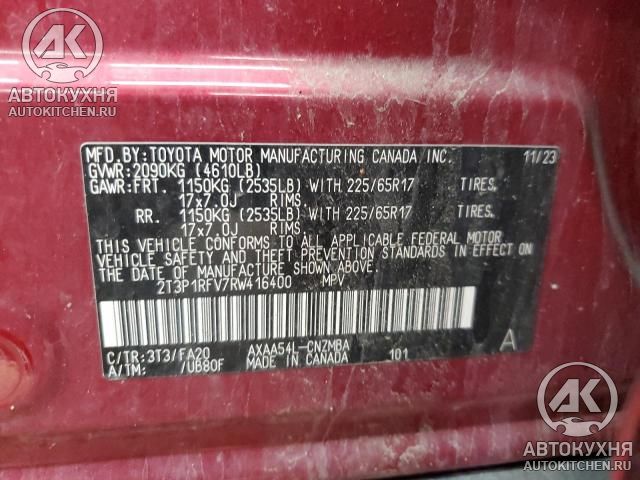 АК
АВТОКУХНЯ
AUTOKITCHEN.RU
MFD.BY:TOYOTA MOTOR MANUFACTURING CANADA INC. 11/23
GVWR:2090KG (4610LB)
GAWR:FRT. 1150KG (2535LB) WITH 225/65R17 TIRES,
17x7.0J RIMS.
RR. 1150KG (2535LB) WITH 225/65R17 TIRES,
17x7.0J RIMS.
THIS VEHICLE CONFORMS TO ALL APPLICABLE FEDERAL MOTOR
VEHICLE SAFETY AND THEFT PREVENTION STANDARDS IN EFFECT
ON THE DATE OF MANUFACTURE SHOWN ABOVE.
2T3P1RFV7RW416400 MPV
C/TR:3T3/FA20 AXAA54L-CNZMBA A
A/TM: /UB80F MADE IN CANADA 101
АК
АВТОКУХНЯ
AUTOKITCHEN.RU